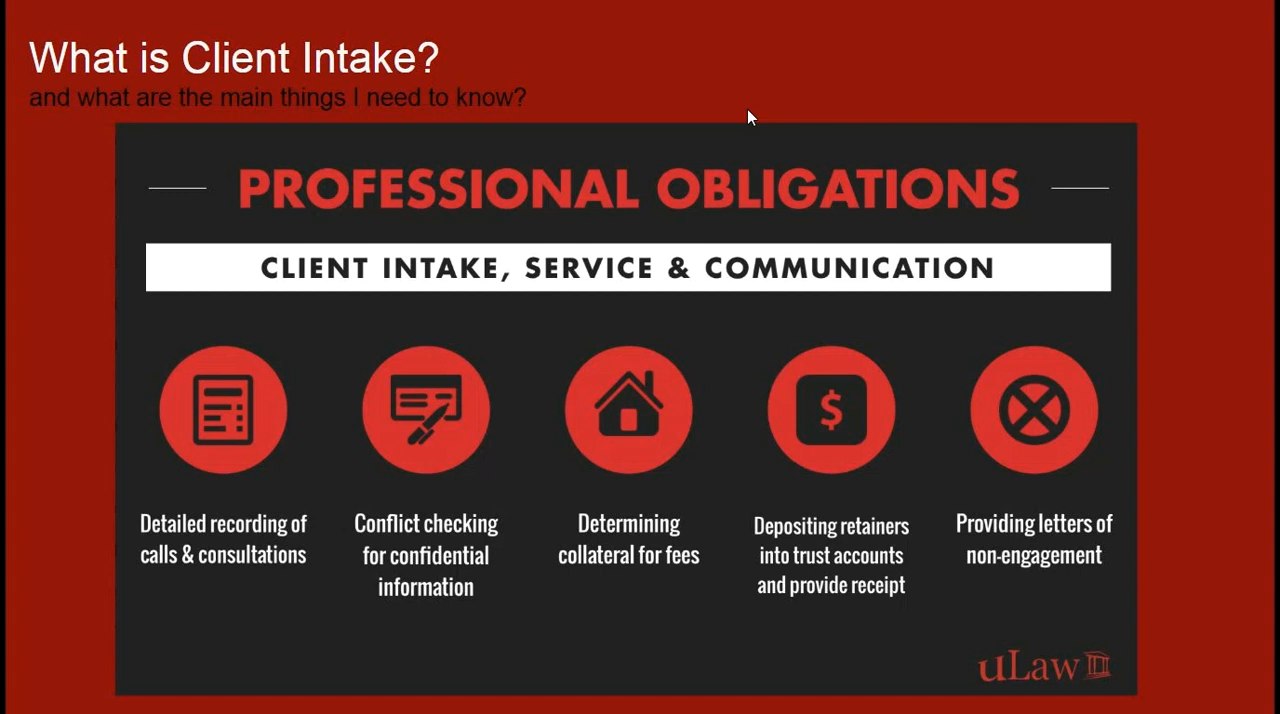 What is Client Intake?
and what are the main things I need to know?
PROFESSIONAL OBLIGATIONS
CLIENT INTAKE, SERVICE & COMMUNICATION
$
Detailed recording of
calls & consultations
Conflict checking
for confidential
information
Determining
collateral for fees
Depositing retainers
into trust accounts
and provide receipt
Providing letters of
non-engagement
uLaw